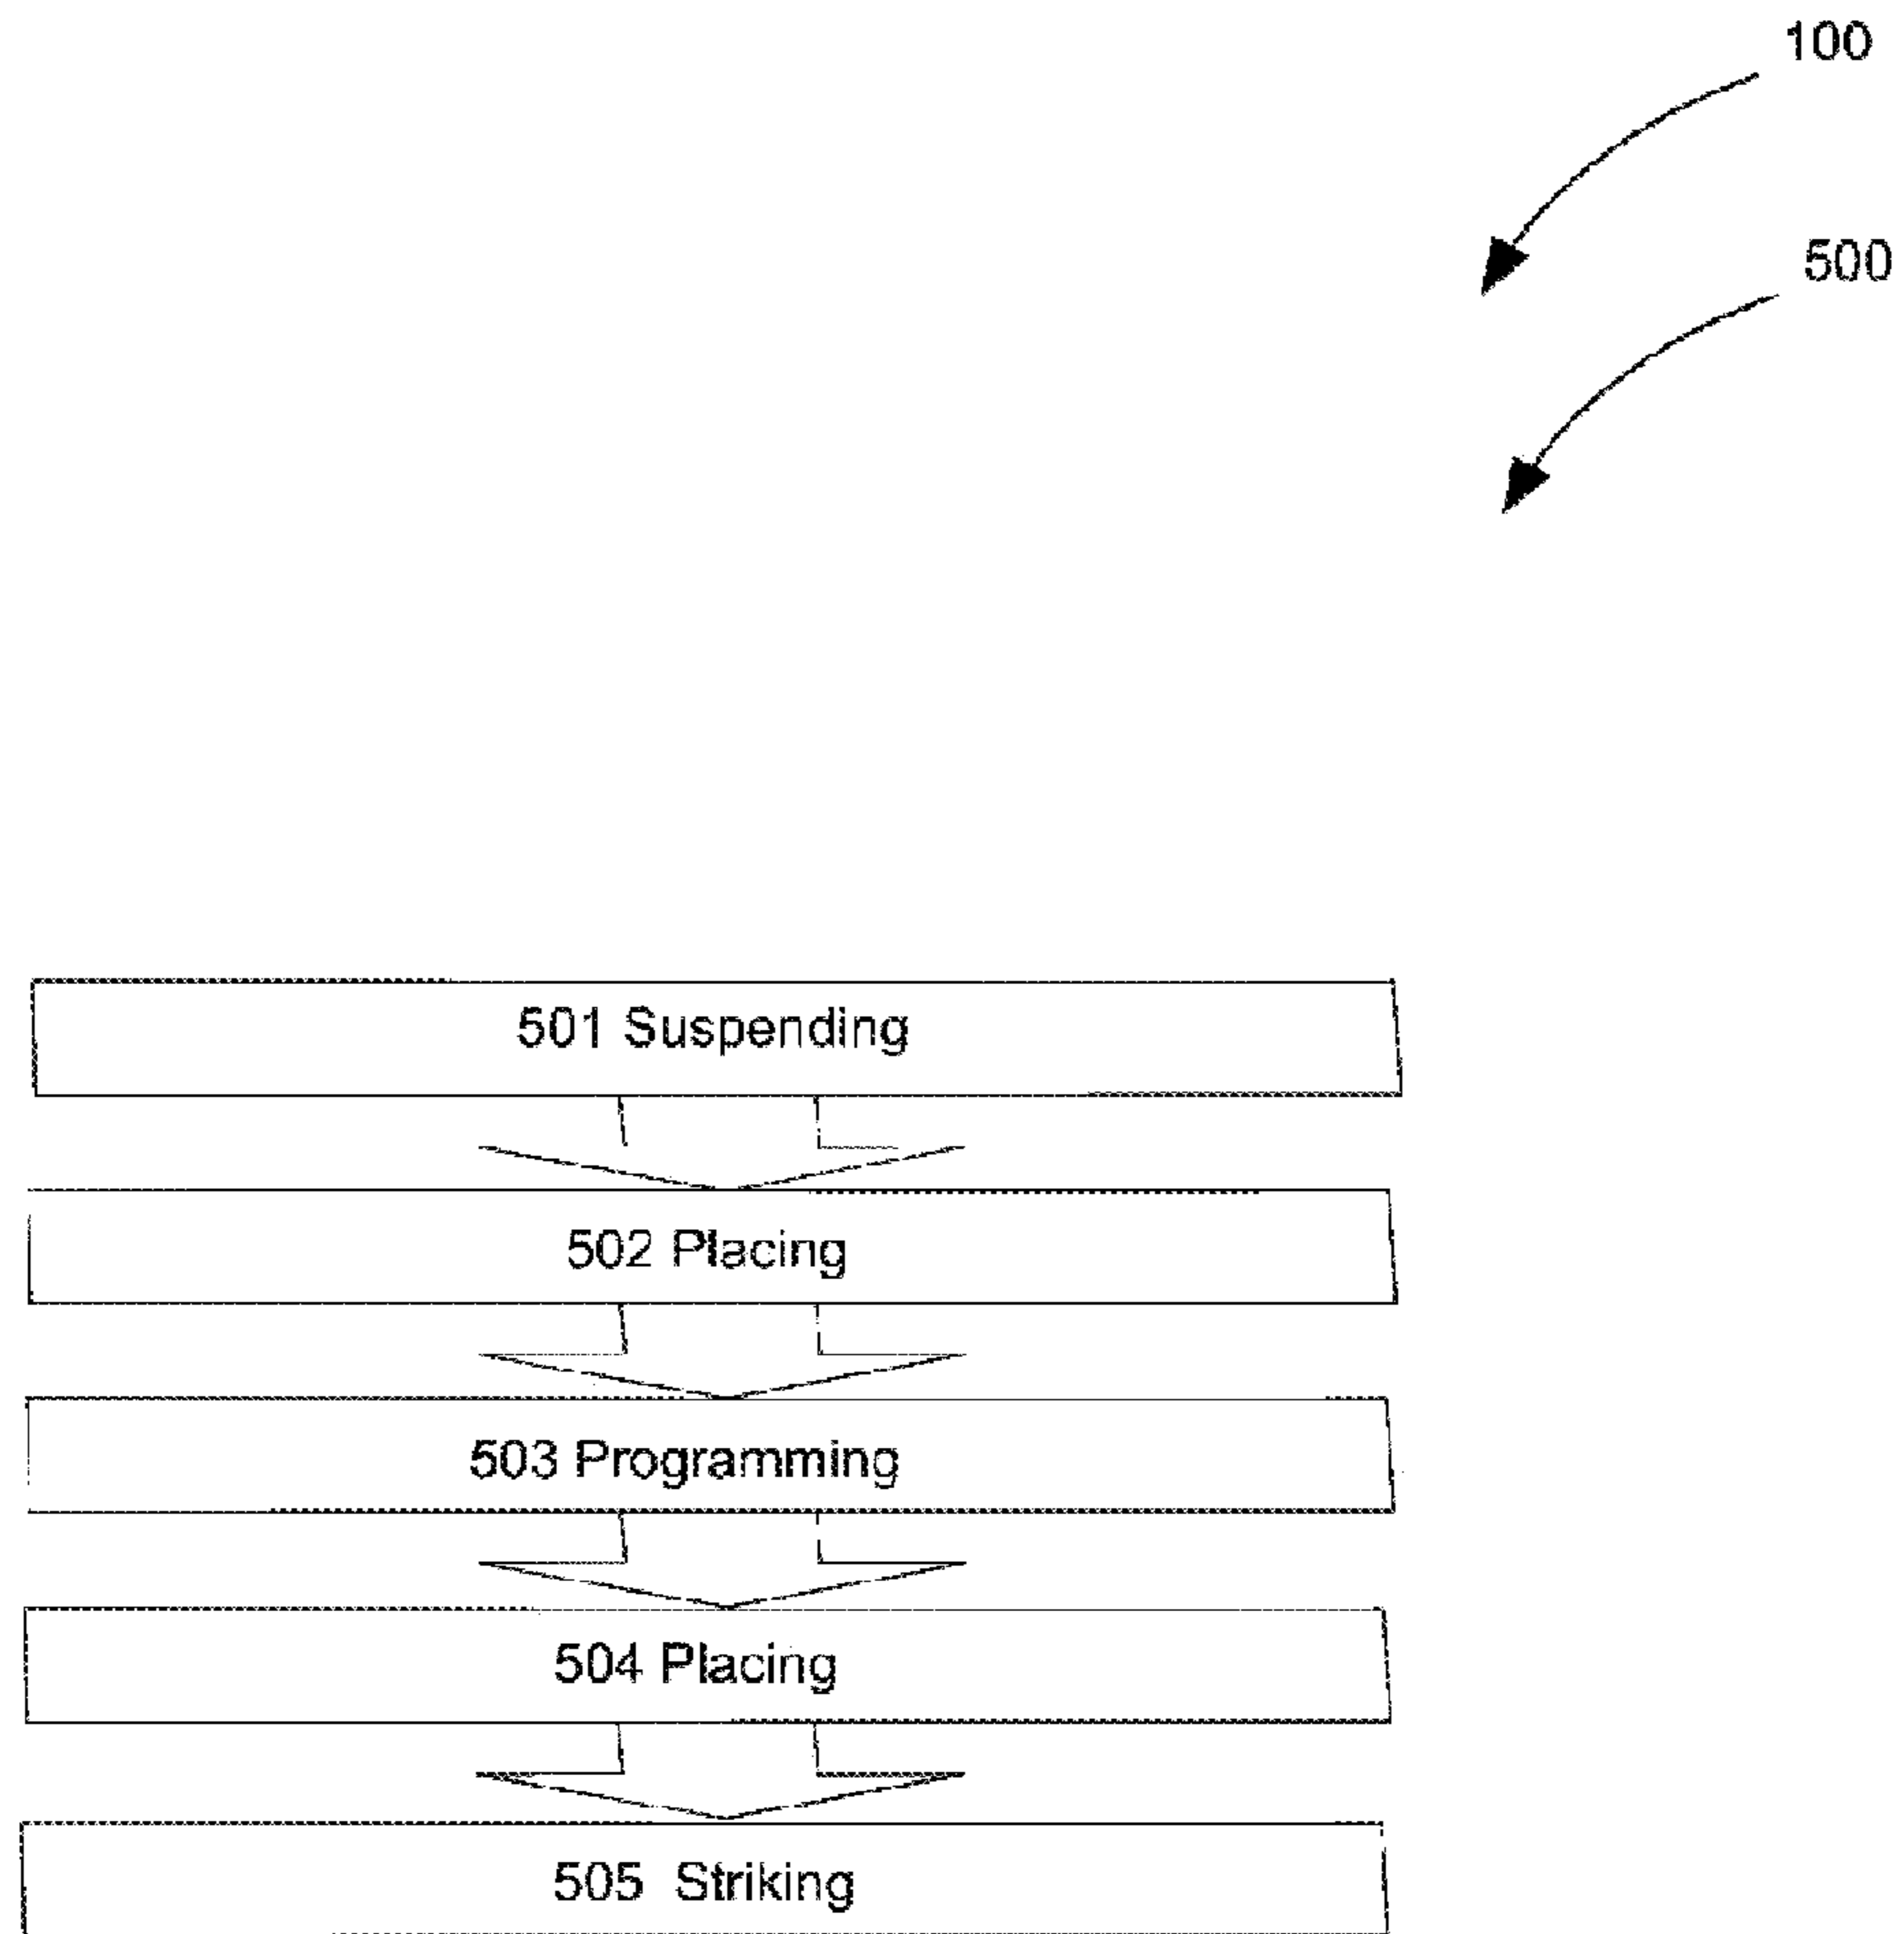 100
500
501 Suspending
502 Placing
503 Programming
504 Placing
505 Striking